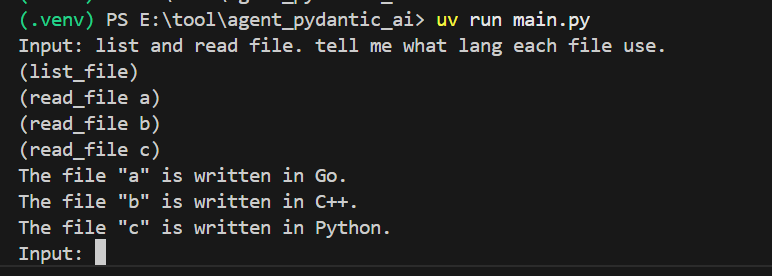 (.venv) PS E:\tool\agent_pydantic_ai> uv run main.py
Input: list and read file. tell me what lang each file use.
(list_file)
(read_file a)
(read_file b)
(read_file c)
The file "a" is written in Go.
The file "b" is written in C++.
The file "c" is written in Python.
Input: